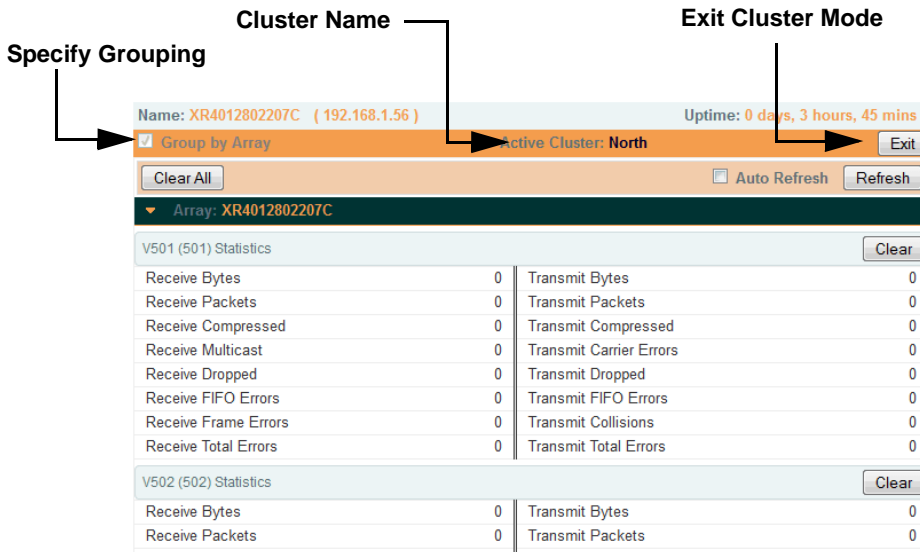 Cluster Name
Exit Cluster Mode
Specify Grouping
Name: XR4012802207C ( 192.168.1.56 ) Uptime: 0 days, 3 hours, 45 mins
Group by Array Active Cluster: North Exit
Clear All Auto Refresh Refresh
Array: XR4012802207C
V501 (501) Statistics Clear
Receive Bytes 0 Transmit Bytes 0
Receive Packets 0 Transmit Packets 0
Receive Compressed 0 Transmit Compressed 0
Receive Multicast 0 Transmit Carrier Errors 0
Receive Dropped 0 Transmit Dropped 0
Receive FIFO Errors 0 Transmit FIFO Errors 0
Receive Frame Errors 0 Transmit Collisions 0
Receive Total Errors 0 Transmit Total Errors 0
V502 (502) Statistics Clear
Receive Bytes 0 Transmit Bytes 0
Receive Packets 0 Transmit Packets 0